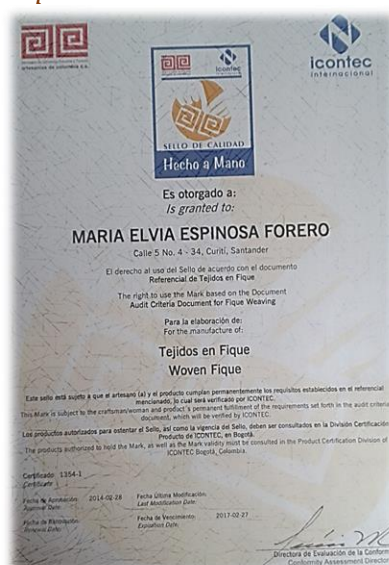 artesanías de colombia s.a.
icontec
internacional
icontec
SELLO DE CALIDAD
Hecho a Mano
Es otorgado a:
Is granted to:
MARIA ELVIA ESPINOSA FORERO
Calle 5 No. 4 - 34, Curití, Santander
El derecho al uso del Sello de acuerdo con el documento
Referencial de Tejidos en Fique
The right to use the Mark based on the Document
Audit Criteria Document for Fique Weaving
Para la elaboración de:
For the manufacture of:
Tejidos en Fique
Woven Fique
Este sello está sujeto a que el artesano (a) y el producto cumplan permanentemente los requisitos establecidos en el referencial
mencionado, lo cual será verificado por ICONTEC.
This Mark is subject to the craftsman/woman and product's permanent fulfillment of the requirements set forth in the audit criteria
document, which will be verified by ICONTEC.
Los productos autorizados para ostentar el Sello, así como la vigencia del Sello, deben ser consultados en la División Certificación
Producto de ICONTEC, en Bogotá.
The products authorized to hold the Mark, as well as the Mark validity must be consulted in the Product Certification Division of
ICONTEC Bogotá, Colombia.
Certificado 1354-1
Certificate
Fecha de Aprobación: 2014-02-28 Fecha Última Modificación:
Approval Date: Last Modification Date:
Fecha de Renovación: Fecha de Vencimiento: 2017-02-27
Renewal Date: Expiration Date:
Directora de Evaluación de la Conform
Conformity Assessment Director